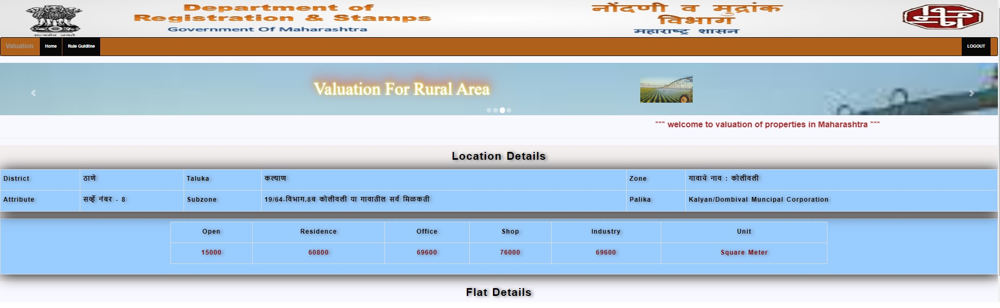 Department of
Registration & Stamps
Government Of Maharashtra
सत्यमेव जयते
नोंदणी व मुद्रांक
विभाग
महाराष्ट्र शासन
Valuation Home Rule Guidline LOGOUT
Valuation For Rural Area
*** welcome to valuation of properties in Maharashtra ***
Location Details
District ठाणे Taluka कल्याण Zone गावाचे नाव : कोलीवली
Attribute सर्व्हे नंबर - 8 Subzone 19/64-विभाग.8ब कोलीवली या गावातील सर्व मिळकती Palika Kalyan/Dombival Muncipal Corporation
Open Residence Office Shop Industry Unit
15000 60800 69600 76000 69600 Square Meter
Flat Details